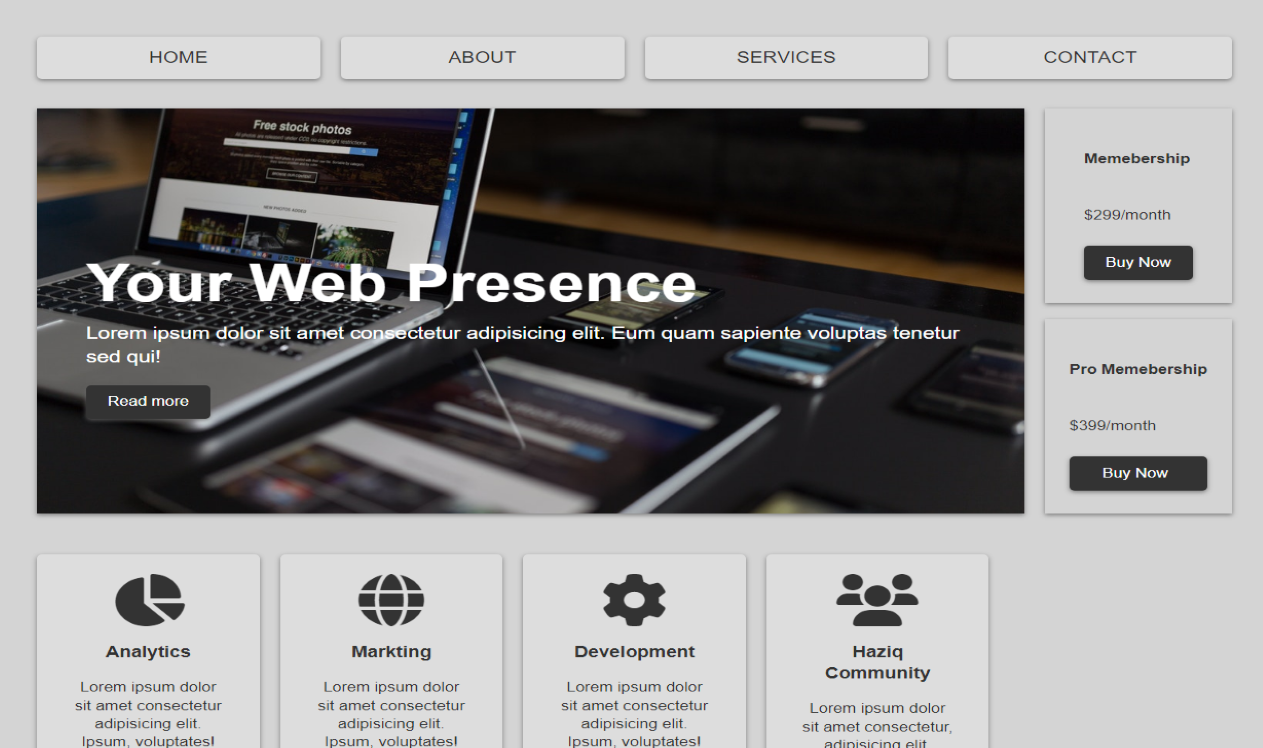 HOME
ABOUT
SERVICES
CONTACT
Free stock photos
Your Web Presence
Lorem ipsum dolor sit amet consectetur adipisicing elit. Eum quam sapiente voluptas tenetur
sed qui!
Read more
Memebership
$299/month
Buy Now
Pro Memebership
$399/month
Buy Now
Analytics
Lorem ipsum dolor
sit amet consectetur
adipisicing elit.
Ipsum, voluptates!
Markting
Lorem ipsum dolor
sit amet consectetur
adipisicing elit.
Ipsum, voluptates!
Development
Lorem ipsum dolor
sit amet consectetur
adipisicing elit.
Ipsum, voluptates!
Haziq
Community
Lorem ipsum dolor
sit amet consectetur,
adipisicing elit